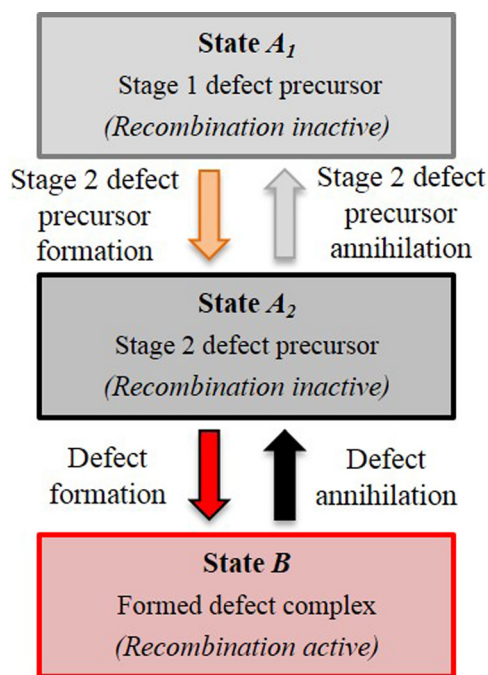 State A1
Stage 1 defect precursor
(Recombination inactive)
Stage 2 defect
precursor
formation
Stage 2 defect
precursor
annihilation
State A2
Stage 2 defect precursor
(Recombination inactive)
Defect
formation
Defect
annihilation
State B
Formed defect complex
(Recombination active)